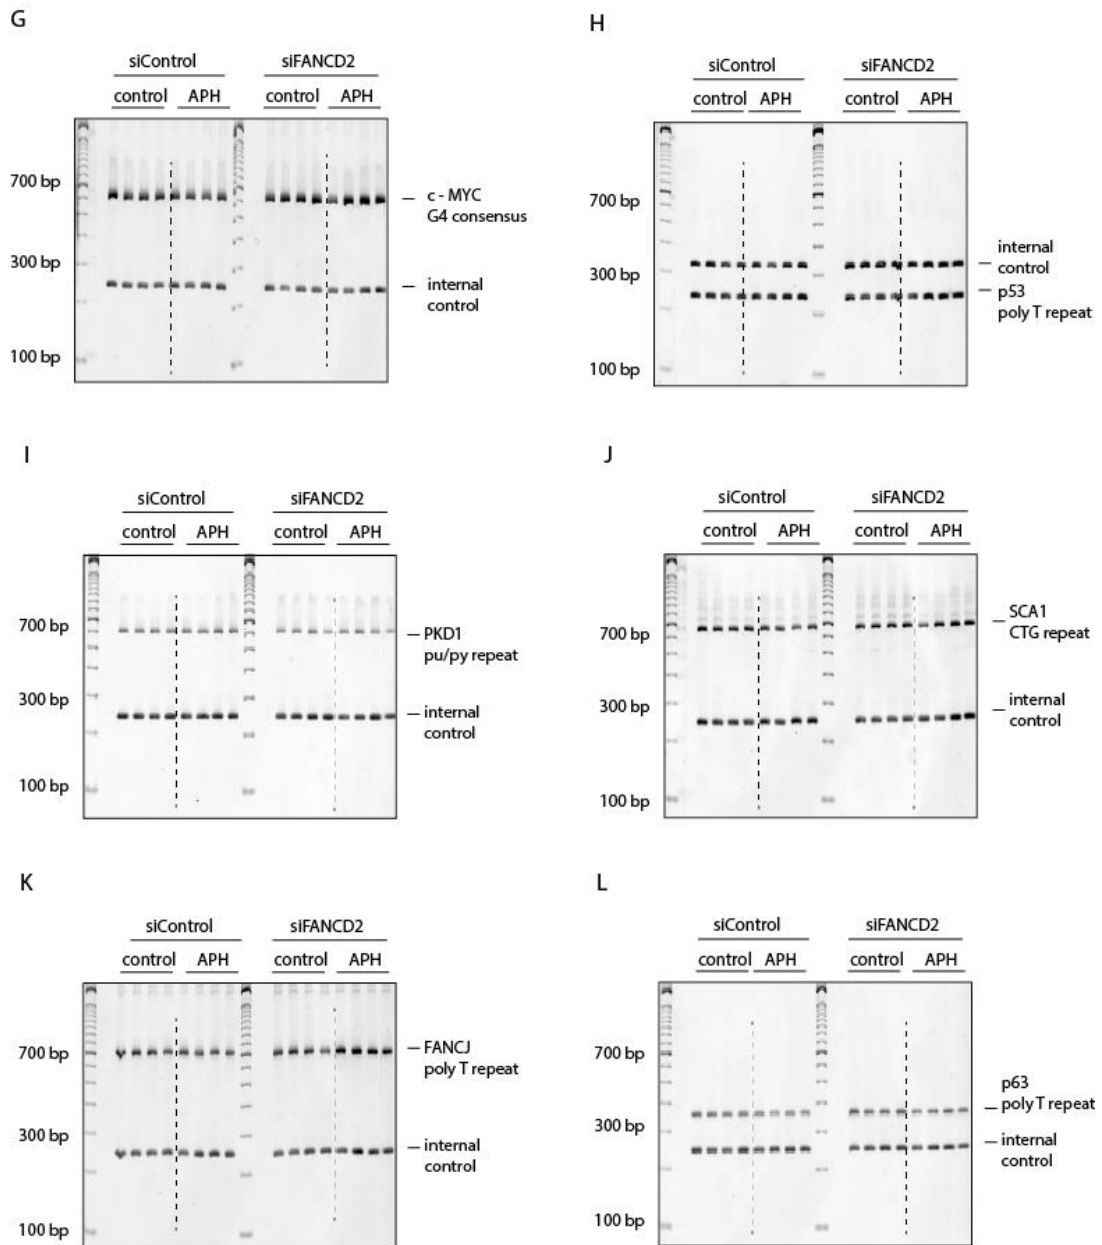 G
siControl siFANCD2
control APH control APH
700 bp
c - MYC
G4 consensus
300 bp
internal
control
100 bp
H
siControl siFANCD2
control APH control APH
700 bp
internal
control
300 bp
p53
poly T repeat
100 bp
I
siControl siFANCD2
control APH control APH
700 bp
PKD1
pu/py repeat
300 bp
internal
control
100 bp
J
siControl siFANCD2
control APH control APH
SCA1
CTG repeat
700 bp
internal
control
300 bp
100 bp
K
siControl siFANCD2
control APH control APH
700 bp
FANCJ
poly T repeat
300 bp
internal
control
100 bp
L
siControl siFANCD2
control APH control APH
700 bp
p63
poly T repeat
300 bp
internal
control
100 bp